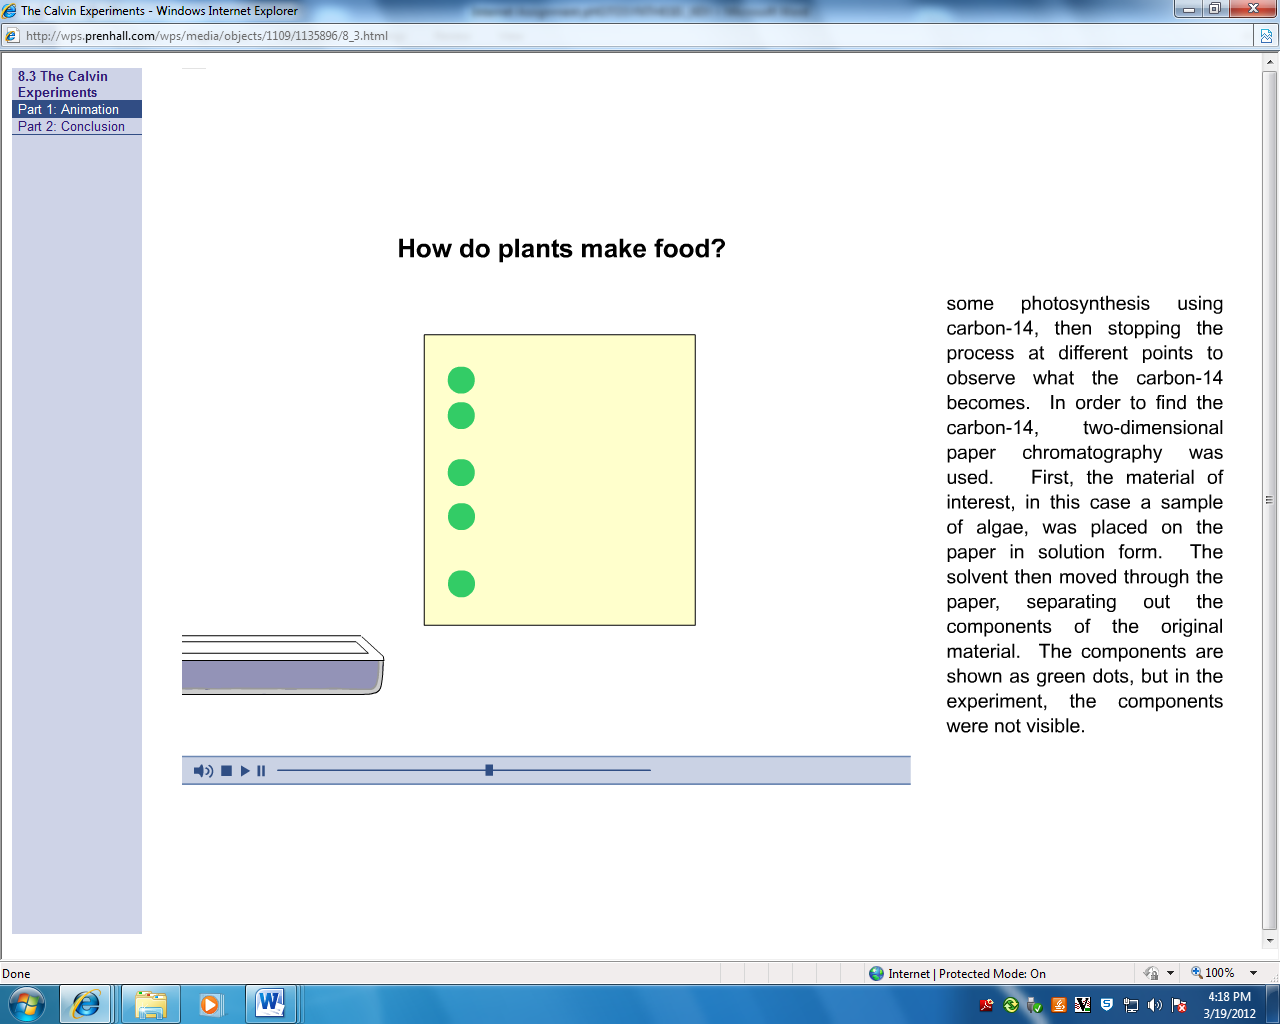 The Calvin Experiments - Windows Internet Explorer
http://wps.prenhall.com/wps/media/objects/1109/1135896/8_3.html
8.3 The Calvin
Experiments
Part 1: Animation
Part 2: Conclusion
How do plants make food?
some photosynthesis using
carbon-14, then stopping the
process at different points to
observe what the carbon-14
becomes. In order to find the
carbon-14, two-dimensional
paper chromatography was
used. First, the material of
interest, in this case a sample
of algae, was placed on the
paper in solution form. The
solvent then moved through the
paper, separating out the
components of the original
material. The components are
shown as green dots, but in the
experiment, the components
were not visible.
Done
Internet | Protected Mode: On
100%
4:18 PM
3/19/2012